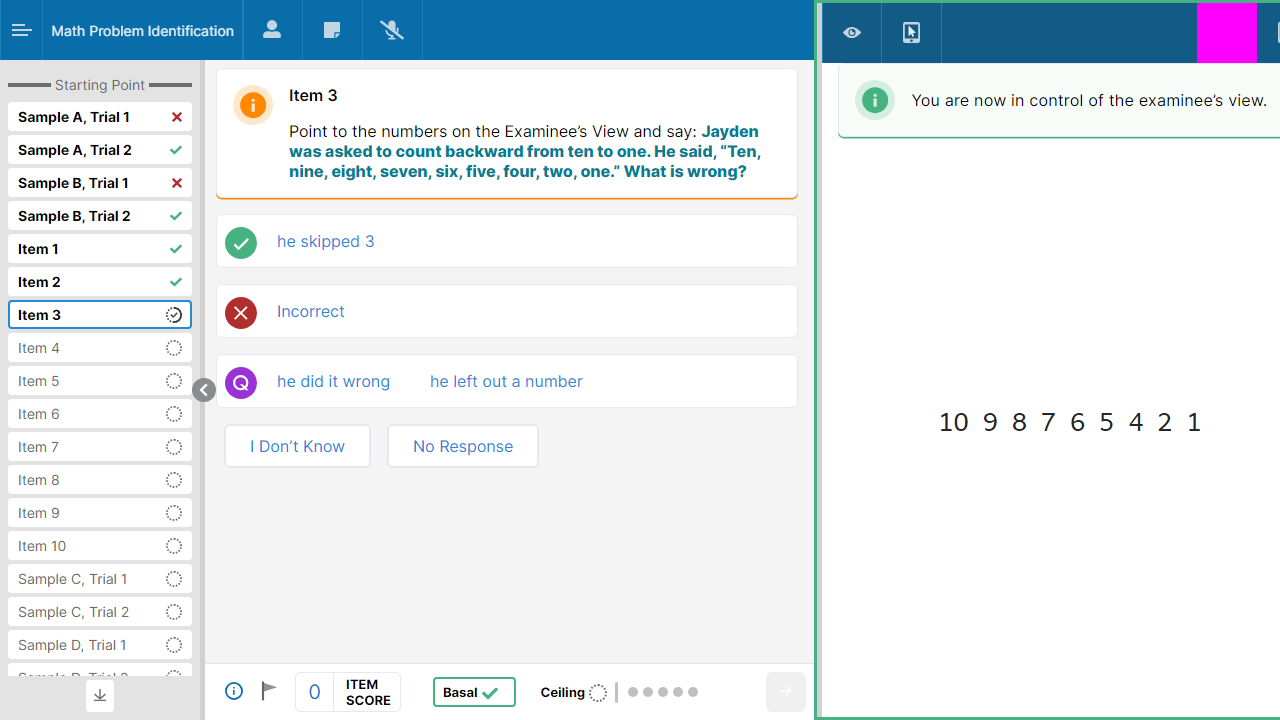 Math Problem Identification
Starting Point
Sample A, Trial 1
Sample A, Trial 2
Sample B, Trial 1
Sample B, Trial 2
Item 1
Item 2
Item 3
Item 4
Item 5
Item 6
Item 7
Item 8
Item 9
Item 10
Sample C, Trial 1
Sample C, Trial 2
Sample D, Trial 1
Item 3
Point to the numbers on the Examinee’s View and say: Jayden
was asked to count backward from ten to one. He said, “Ten,
nine, eight, seven, six, five, four, two, one.” What is wrong?
he skipped 3
Incorrect
Q he did it wrong he left out a number
I Don’t Know No Response
0 ITEM SCORE
Basal
Ceiling
You are now in control of the examinee’s view.
10 9 8 7 6 5 4 2 1